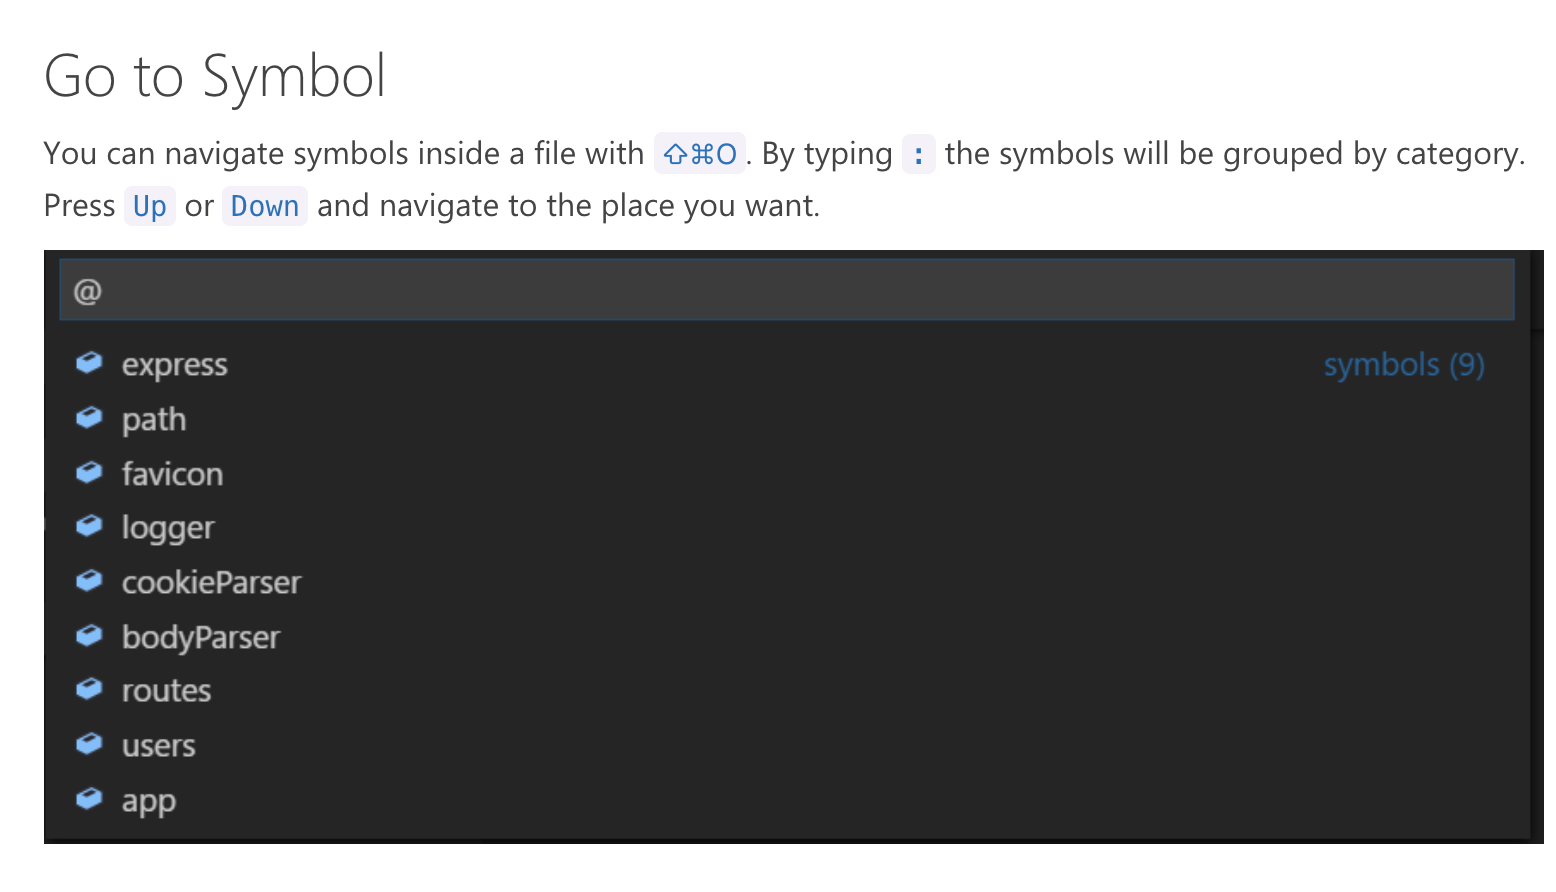 Go to Symbol
You can navigate symbols inside a file with ⇧⌘O. By typing : the symbols will be grouped by category.
Press Up or Down and navigate to the place you want.
@
express symbols (9)
path
favicon
logger
cookieParser
bodyParser
routes
users
app